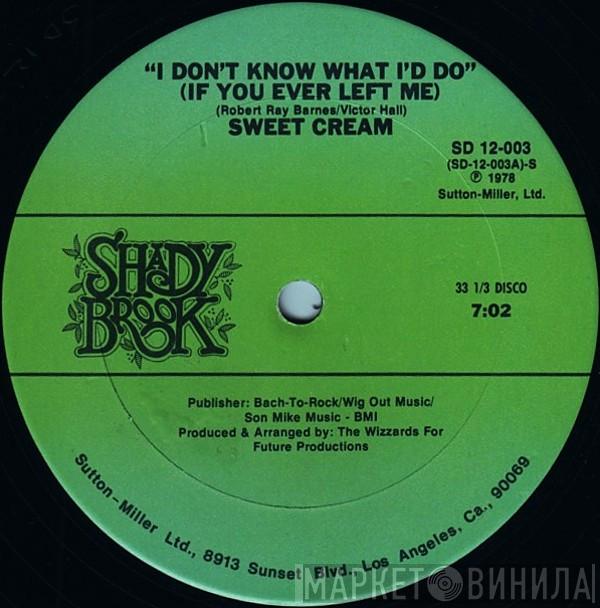 "I DON'T KNOW WHAT I'D DO"
(IF YOU EVER LEFT ME)
(Robert Ray Barnes/Victor Hall)
SWEET CREAM
SD 12-003
(SD-12-003A)-S
℗ 1978
Sutton-Miller, Ltd.
SHADY
BROOK
33 1/3 DISCO
7:02
Publisher: Bach-To-Rock/Wig Out Music/
Son Mike Music - BMI
Produced & Arranged by: The Wizzards For
Future Productions
Sutton-Miller Ltd., 8913 Sunset Blvd., Los Angeles, Ca., 90069
МАРКЕТ ВИНИЛА